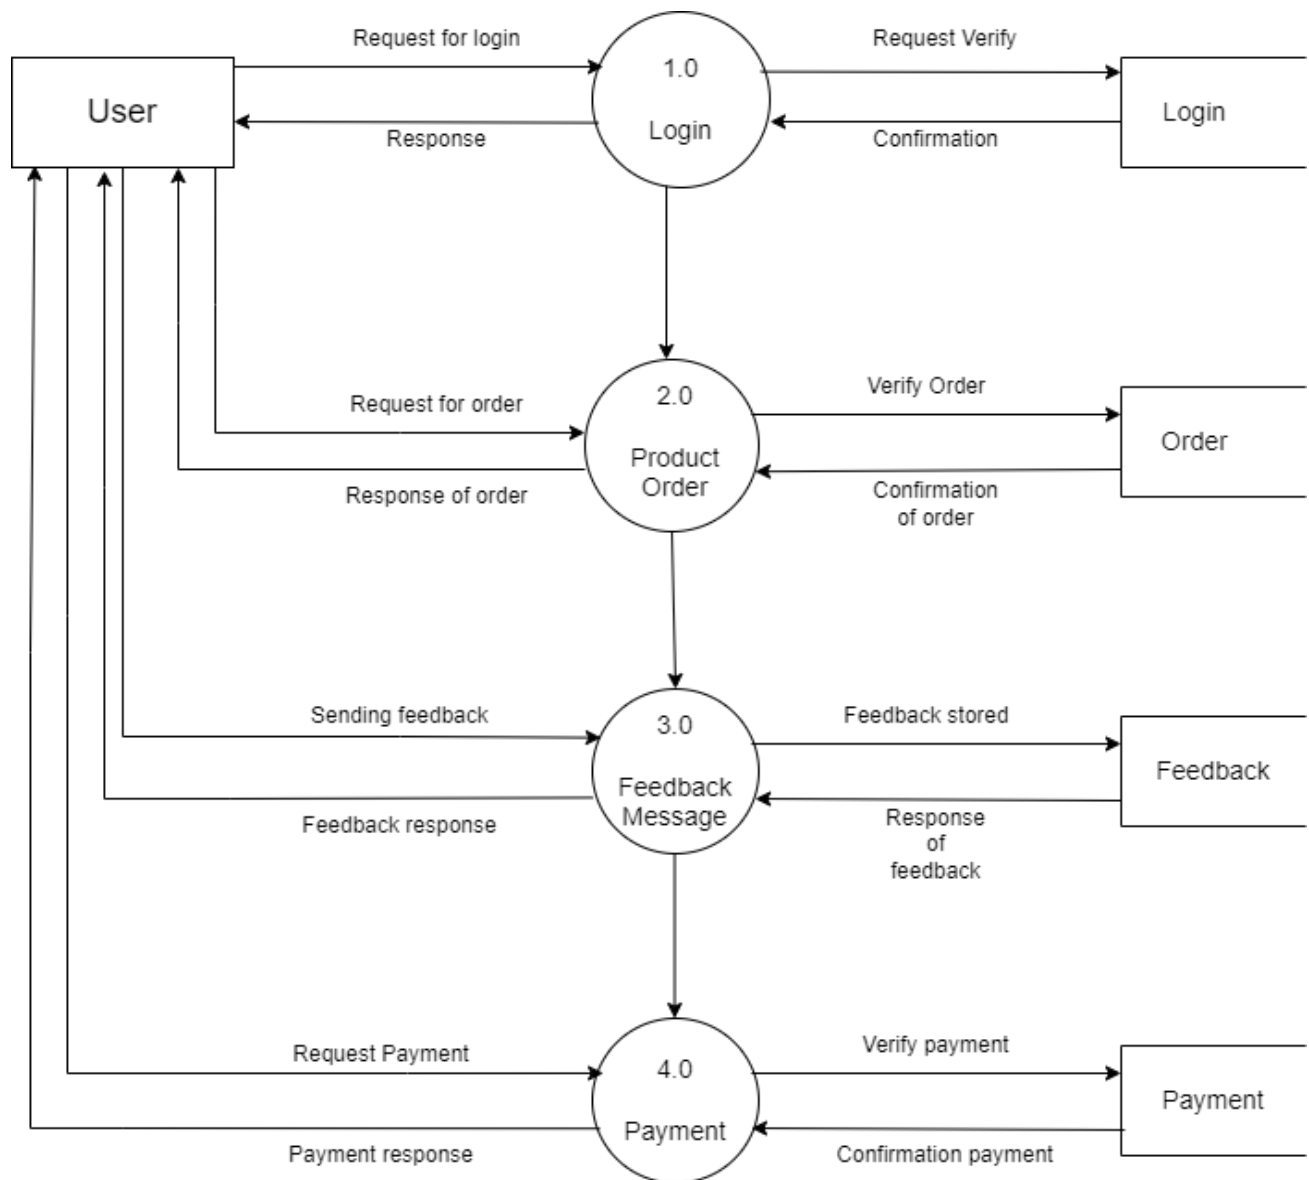 Request for login
Request Verify
1.0
User
Login
Login
Response
Confirmation
Verify Order
2.0
Request for order
Order
Product
Order
Response of order
Confirmation
of order
Sending feedback
Feedback stored
3.0
Feedback
Feedback
Message
Feedback response
Response
of
feedback
Request Payment
Verify payment
4.0
Payment
Payment
Payment response
Confirmation payment